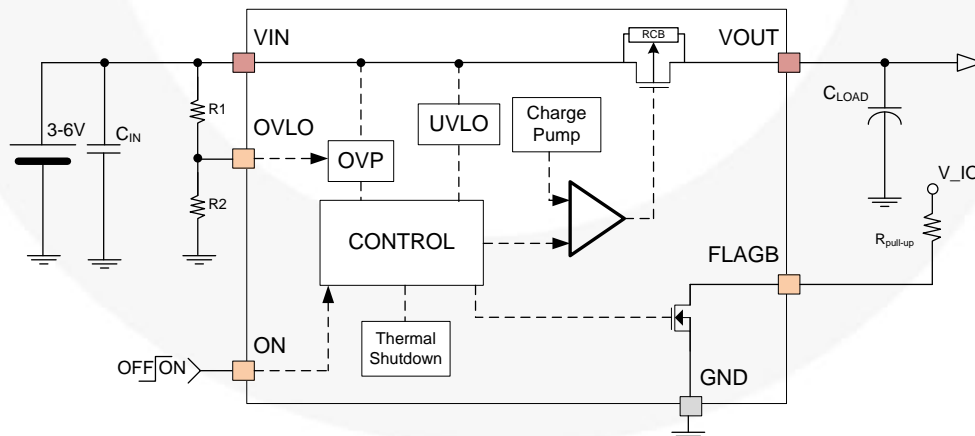 VIN
VOUT
RCB
R1
3-6V
CIN
OVLO
UVLO
Charge
Pump
CLOAD
OVP
R2
V_IO
CONTROL
Rpull-up
FLAGB
ON
Thermal
Shutdown
OFF ON
GND